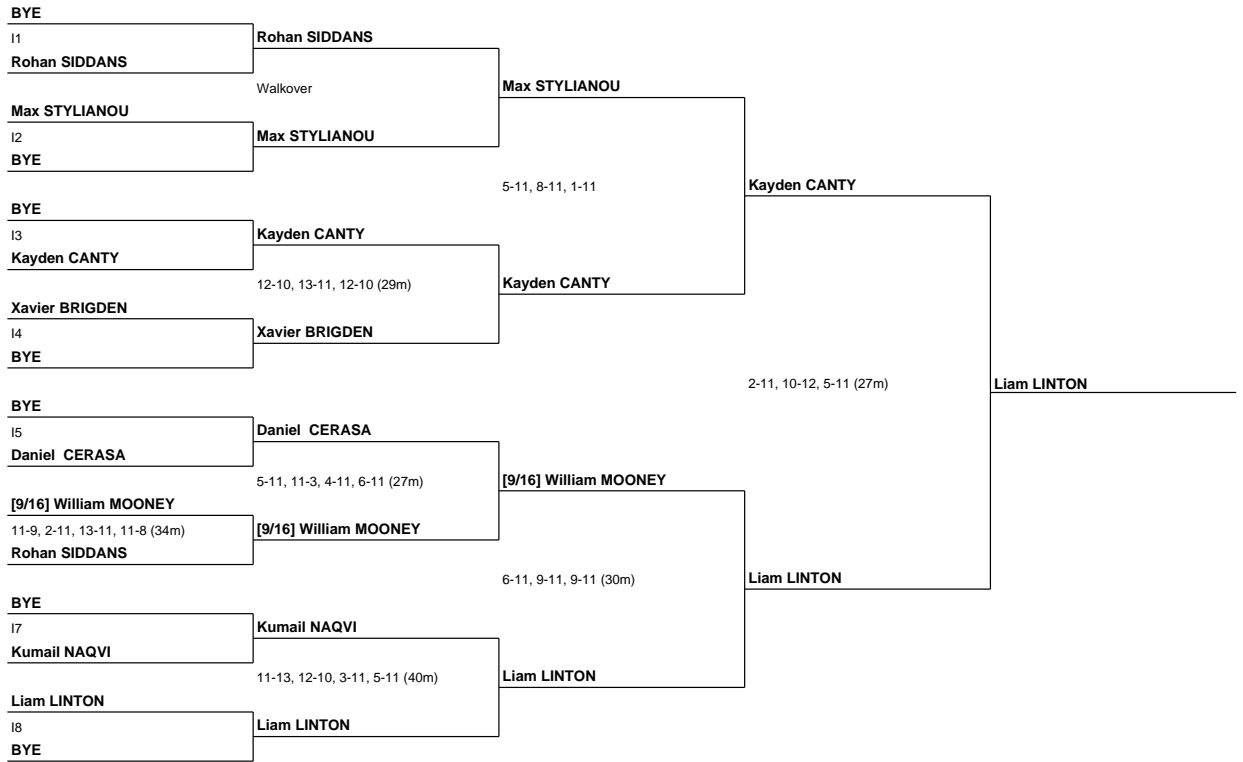 BYE
I1
Rohan SIDDANS
Rohan SIDDANS
Walkover
Max STYLIANOU
Max STYLIANOU
I2
Max STYLIANOU
BYE
5-11, 8-11, 1-11
Kayden CANTY
BYE
I3
Kayden CANTY
Kayden CANTY
12-10, 13-11, 12-10 (29m)
Kayden CANTY
Xavier BRIGDEN
I4
Xavier BRIGDEN
BYE
2-11, 10-12, 5-11 (27m)
Liam LINTON
BYE
I5
Daniel  CERASA
Daniel  CERASA
5-11, 11-3, 4-11, 6-11 (27m)
[9/16] William MOONEY
[9/16] William MOONEY
11-9, 2-11, 13-11, 11-8 (34m)
[9/16] William MOONEY
Rohan SIDDANS
6-11, 9-11, 9-11 (30m)
Liam LINTON
BYE
I7
Kumail NAQVI
Kumail NAQVI
11-13, 12-10, 3-11, 5-11 (40m)
Liam LINTON
Liam LINTON
I8
Liam LINTON
BYE